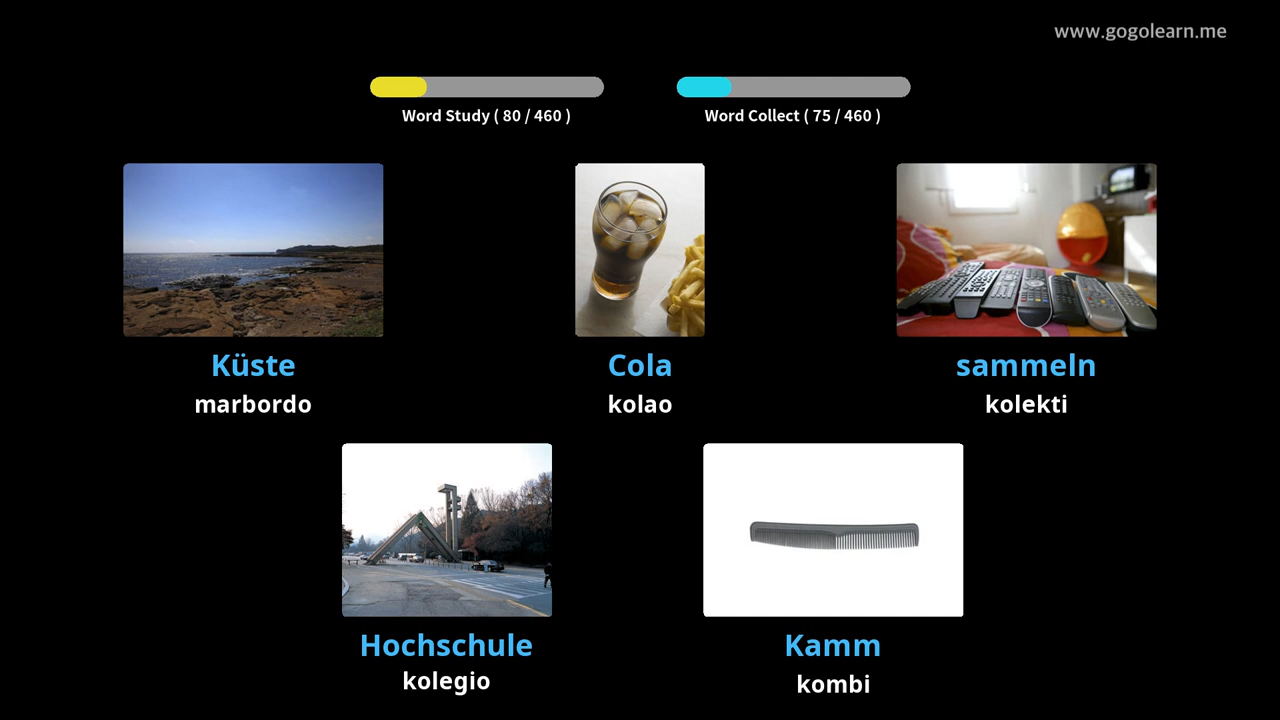 www.gogolearn.me
Word Study ( 80 / 460 )
Word Collect ( 75 / 460 )
Küste
marbordo
Cola
kolao
sammeln
kolekti
Hochschule
kolegio
Kamm
kombi